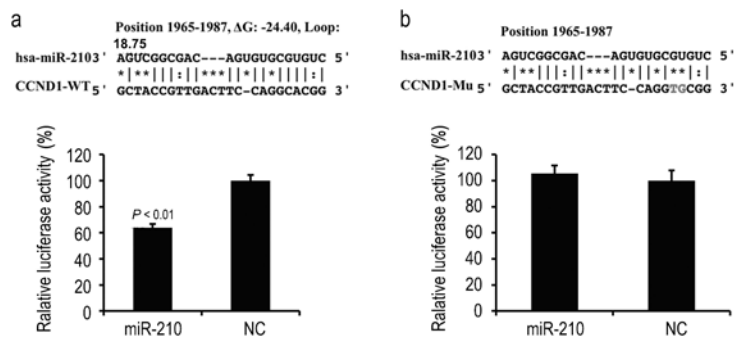 a
Position 1965-1987, ΔG: -24.40, Loop:
18.75
hsa-miR-2103' AGUCGGCGAC---AGUGUGCGUGUC 5'
*|**|||:||***||*||||:|
CCND1-WT5' GCTACCGTTGACTTC-CAGGCACGG 3'
Ralative luciferase activity (%)
120
100
80
60
40
20
0
P < 0.01
miR-210
NC
b
Position 1965-1987
hsa-miR-2103' AGUCGGCGAC---AGUGUGCGUGUC 5'
*|**|||:||***||*||**|:|
CCND1-Mu 5' GCTACCGTTGACTTC-CAGGTGCGG 3'
Ralative luciferase activity (%)
120
100
80
60
40
20
0
miR-210
NC